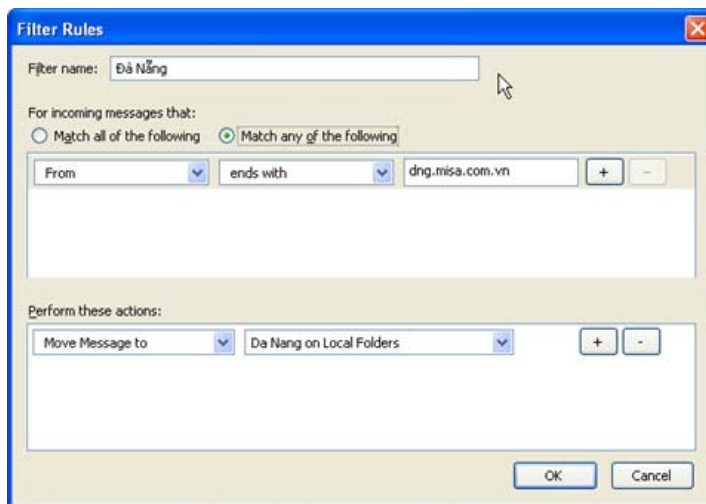 Filter Rules
Filter name: Đà Nẵng
For incoming messages that:
Match all of the following Match any of the following
From ends with dng.misa.com.vn + -
Perform these actions:
Move Message to Da Nang on Local Folders + -
OK Cancel